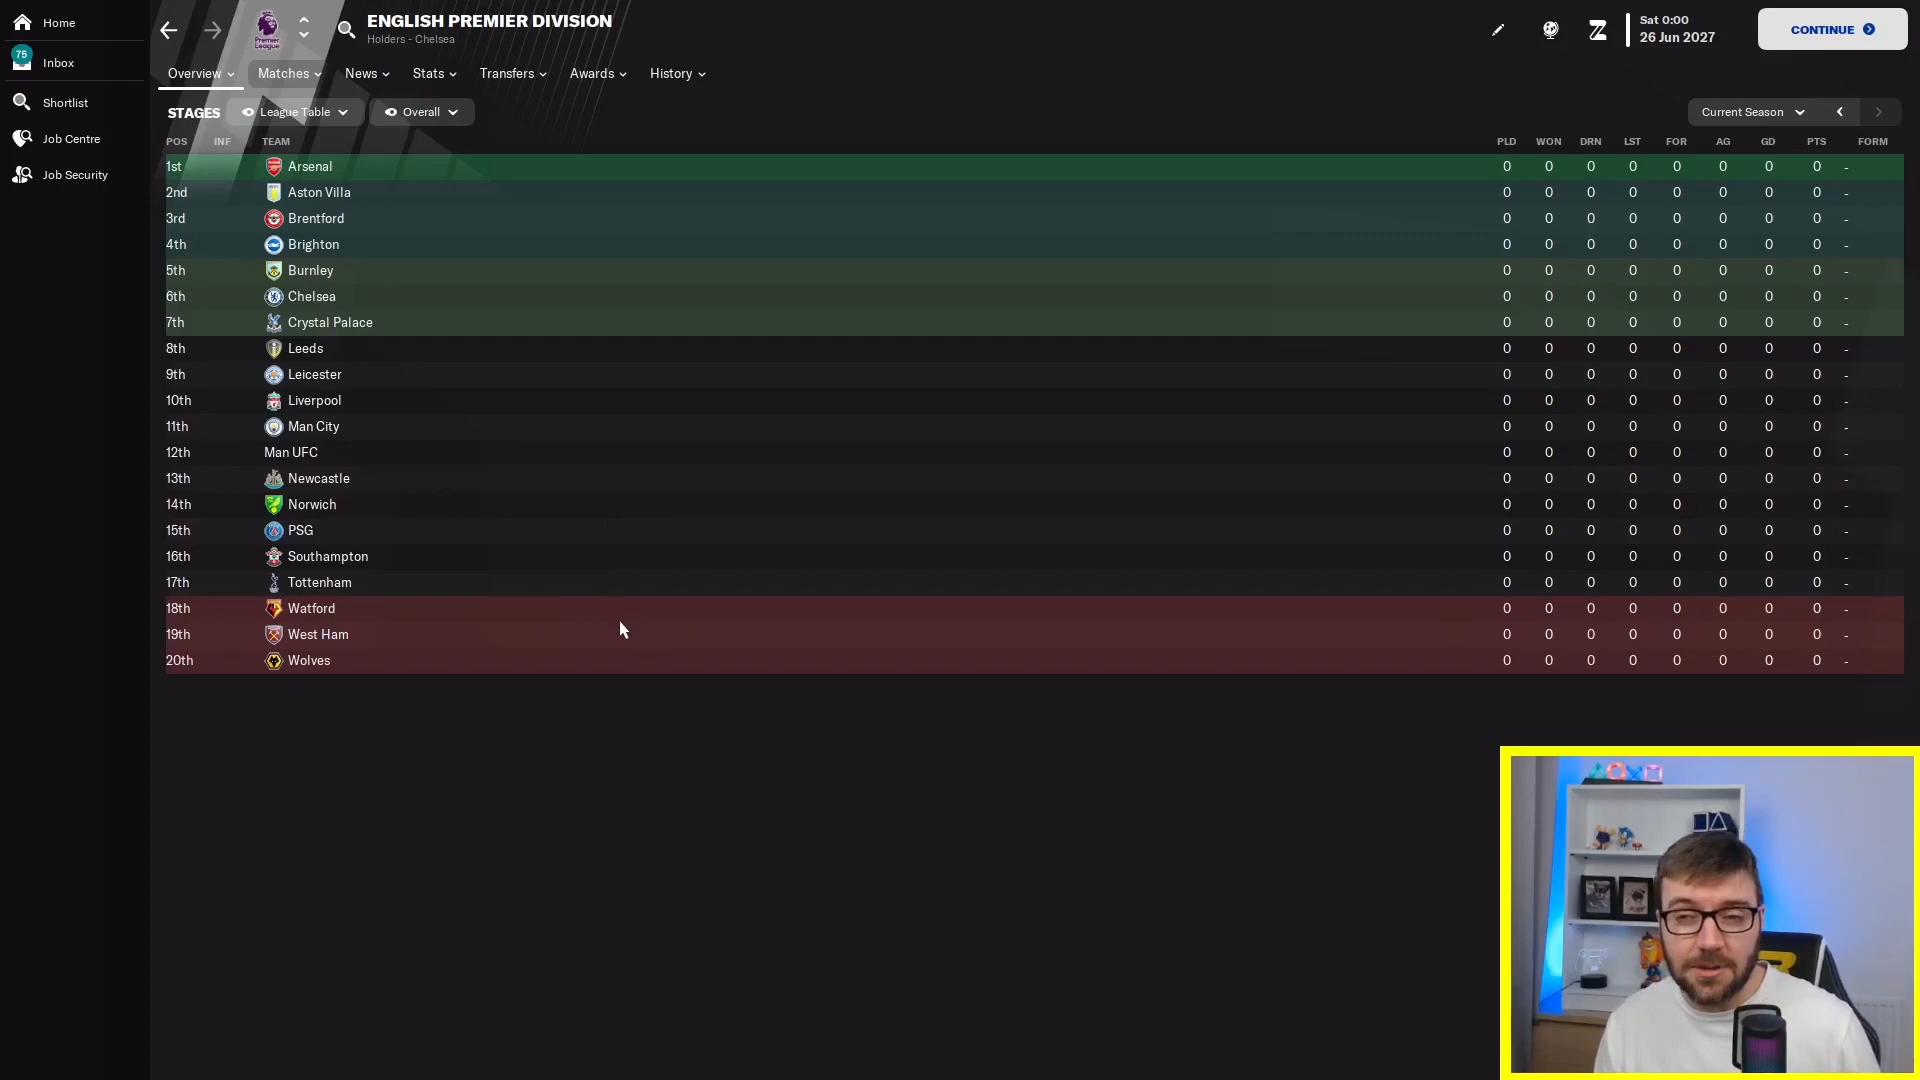 Home
75
Inbox
Shortlist
Job Centre
Job Security
Premier League
ENGLISH PREMIER DIVISION
Holders - Chelsea
Sat 0:00
26 Jun 2027
CONTINUE
Overview Matches News Stats Transfers Awards History
STAGES League Table Overall Current Season
POS INF TEAM PLD WON DRN LST FOR AG GD PTS FORM
1st Arsenal 0 0 0 0 0 0 0 0 -
2nd Aston Villa 0 0 0 0 0 0 0 0 -
3rd Brentford 0 0 0 0 0 0 0 0 -
4th Brighton 0 0 0 0 0 0 0 0 -
5th Burnley 0 0 0 0 0 0 0 0 -
6th Chelsea 0 0 0 0 0 0 0 0 -
7th Crystal Palace 0 0 0 0 0 0 0 0 -
8th Leeds 0 0 0 0 0 0 0 0 -
9th Leicester 0 0 0 0 0 0 0 0 -
10th Liverpool 0 0 0 0 0 0 0 0 -
11th Man City 0 0 0 0 0 0 0 0 -
12th Man UFC 0 0 0 0 0 0 0 0 -
13th Newcastle 0 0 0 0 0 0 0 0 -
14th Norwich 0 0 0 0 0 0 0 0 -
15th PSG 0 0 0 0 0 0 0 0 -
16th Southampton 0 0 0 0 0 0 0 0 -
17th Tottenham 0 0 0 0 0 0 0 0 -
18th Watford 0 0 0 0 0 0 0 0 -
19th West Ham 0 0 0 0 0 0 0 0 -
20th Wolves 0 0 0 0 0 0 0 0 -